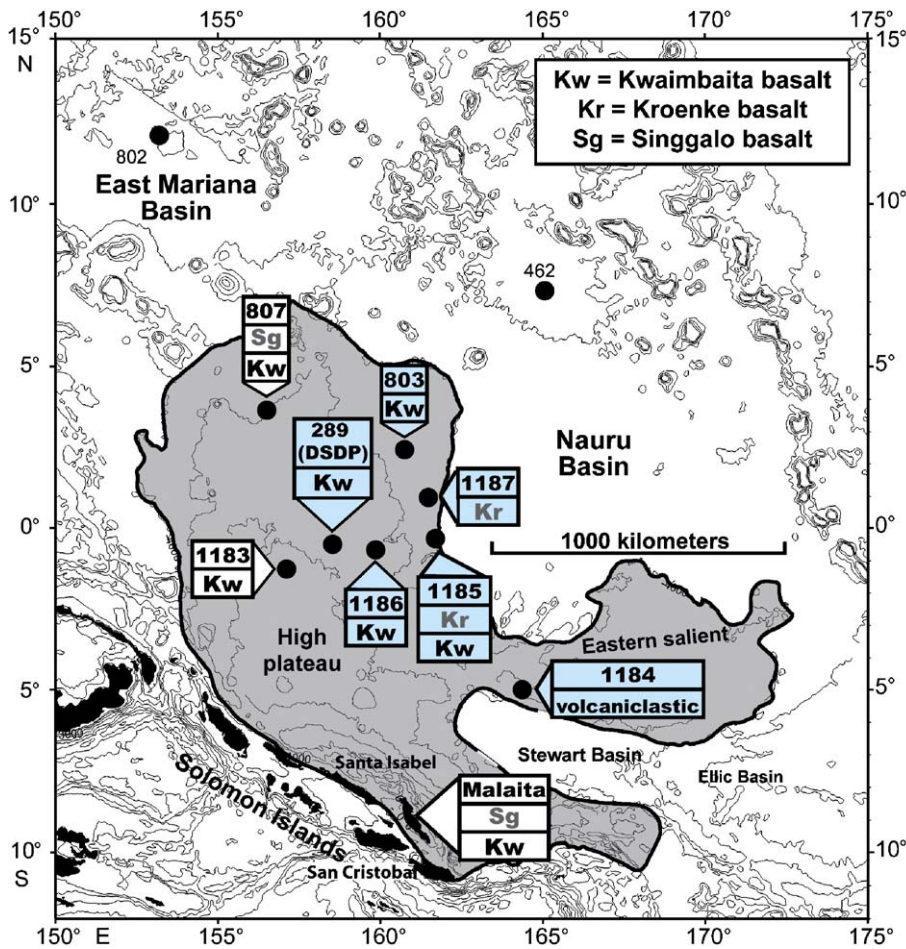 150° 155° 160° 165° 170° 175°
15° 15°
N
Kw = Kwaimbaita basalt
Kr = Kroenke basalt
Sg = Singgalo basalt
802
East Mariana
Basin
10° 10°
462
807
Sg
Kw
5° 5°
803
Kw
289
(DSDP)
Kw
Nauru
Basin
1187
Kr
0° 0°
1000 kilometers
1183
Kw
1186
Kw
1185
Kr
Kw
High
plateau
Eastern salient
1184
volcaniclastic
5° 5°
Stewart Basin
Santa Isabel
Ellic Basin
Solomon Islands
Malaita
Sg
Kw
San Cristobal
10° 10°
S
150° E 155° 160° 165° 170° 175°